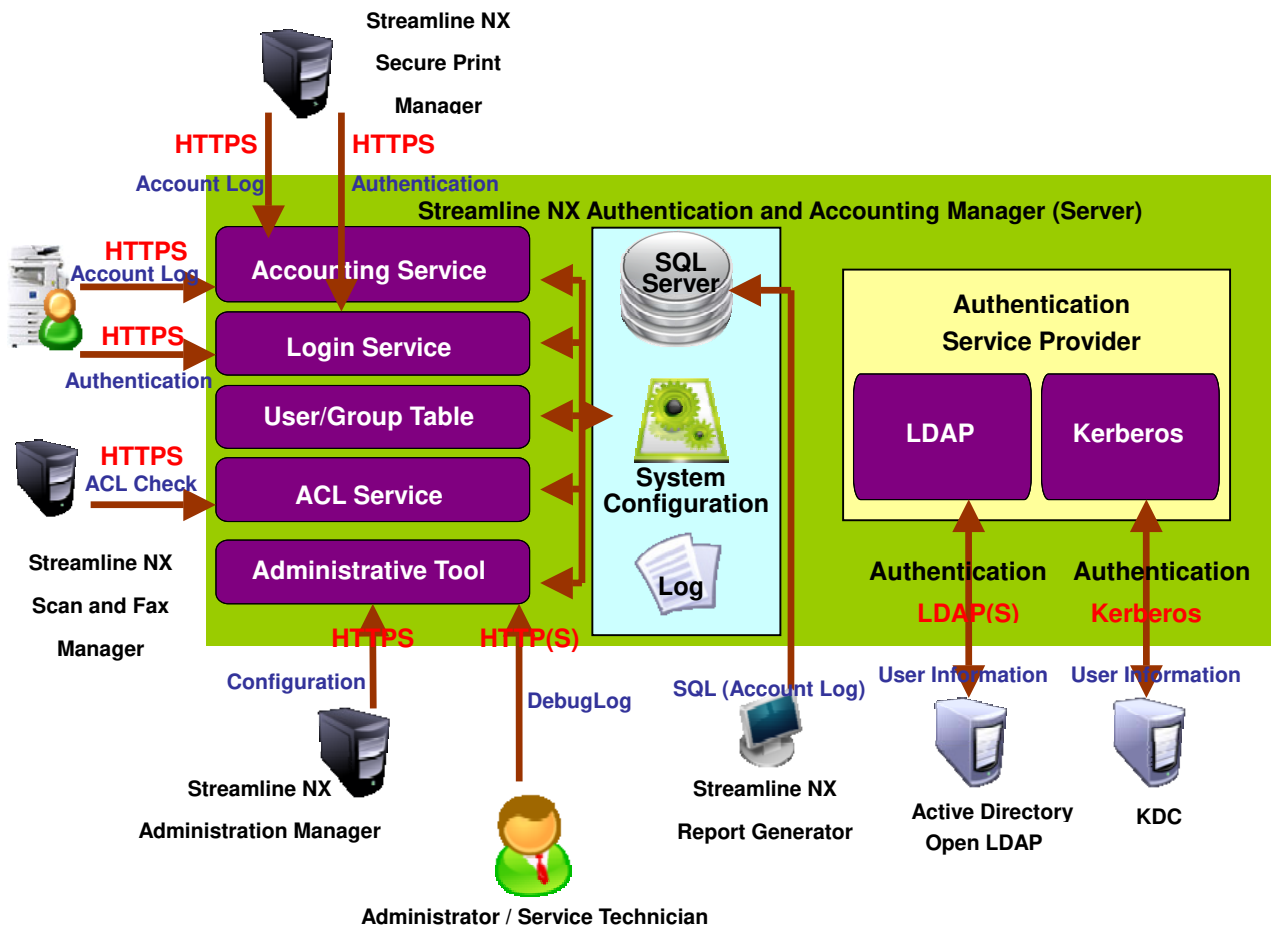 Streamline NX
Secure Print
Manager
HTTPS
HTTPS
Account Log
Authentication
Streamline NX Authentication and Accounting Manager (Server)
HTTPS
Account Log
Accounting Service
HTTPS
Authentication
Login Service
User/Group Table
HTTPS
ACL Check
ACL Service
Streamline NX
Scan and Fax
Manager
Administrative Tool
SQL
Server
System
Configuration
Log
Authentication
Service Provider
LDAP
Kerberos
Authentication
LDAP(S)
Authentication
Kerberos
HTTPS
HTTP(S)
Configuration
DebugLog
SQL (Account Log)
User Information
User Information
Streamline NX
Administration Manager
Streamline NX
Report Generator
Active Directory
Open LDAP
KDC
Administrator / Service Technician